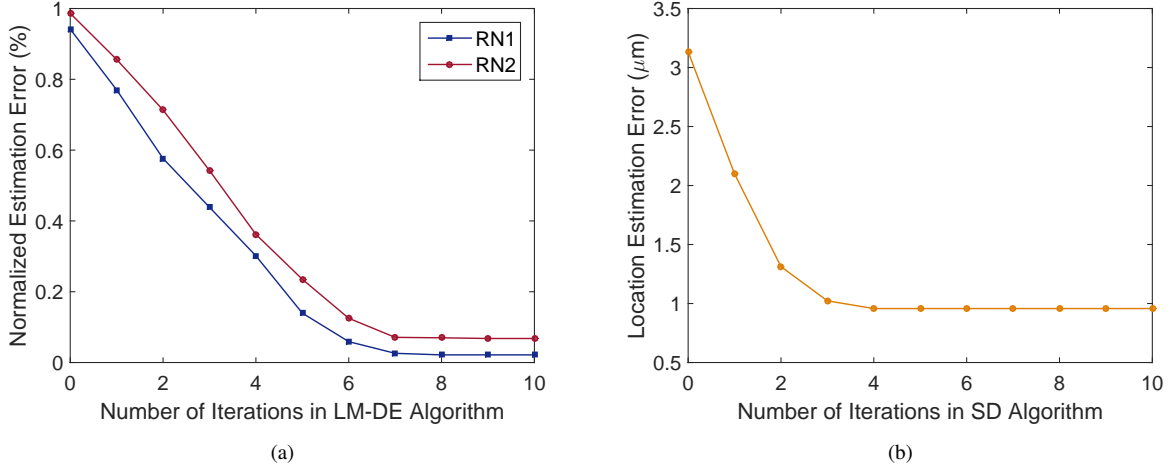 1
0.8
0.6
0.4
0.2
0
Normalized Estimation Error (%)
RN1
RN2
0 2 4 6 8 10
Number of Iterations in LM-DE Algorithm
(a)
3.5
3
2.5
2
1.5
1
0.5
Location Estimation Error (μm)
0 2 4 6 8 10
Number of Iterations in SD Algorithm
(b)